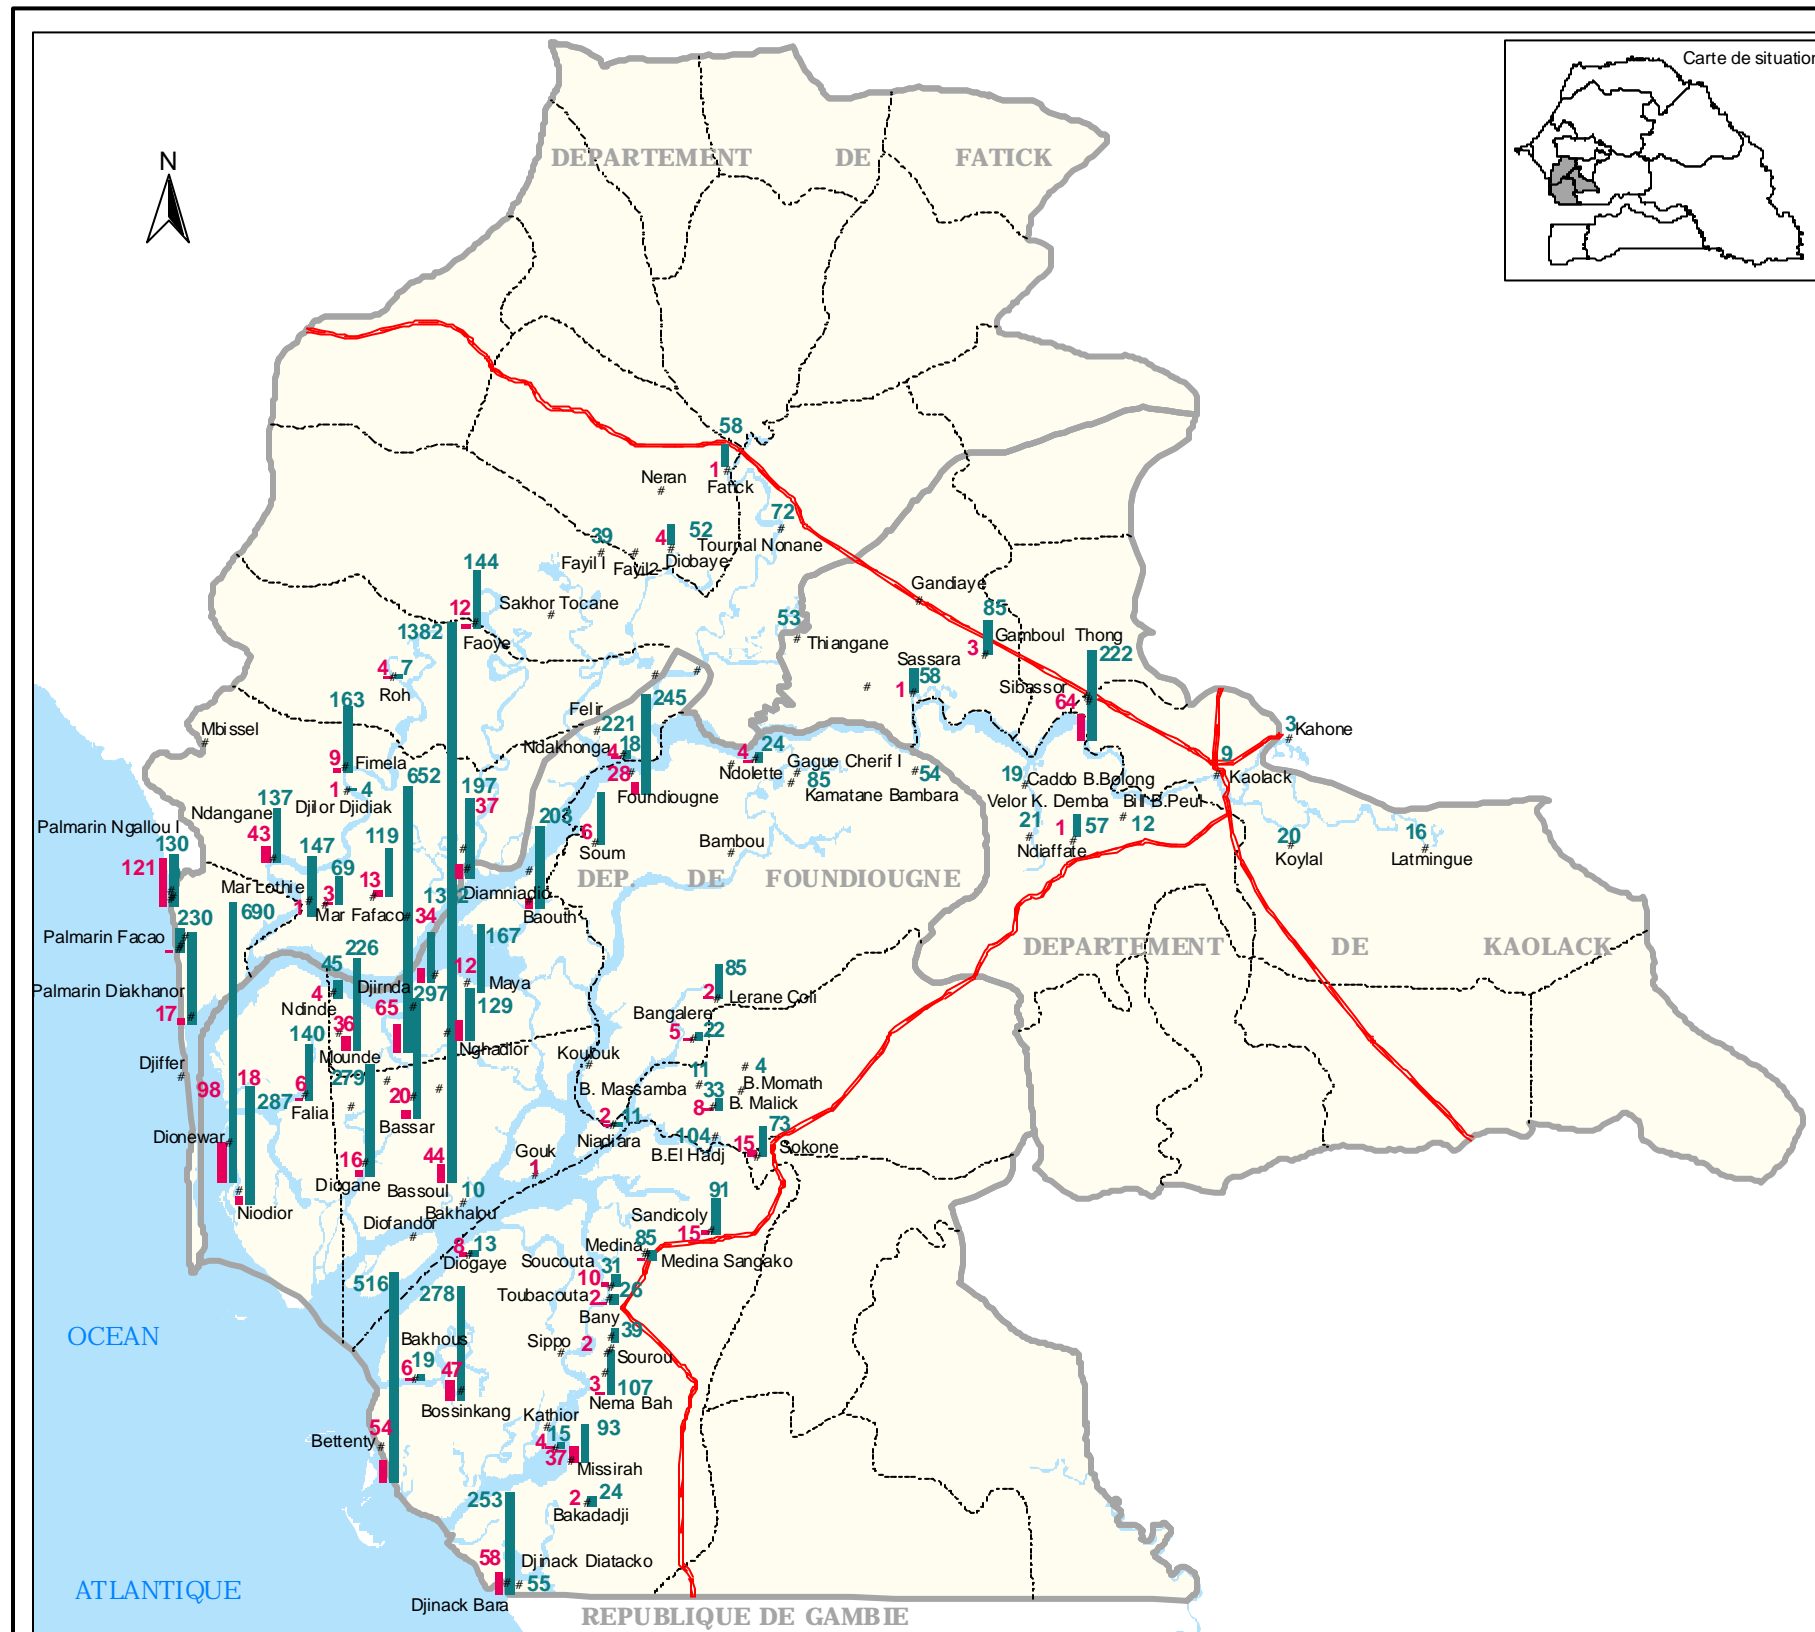 Carte de situation
N
DEPARTEMENT DE FATICK
58
1
Fatick
Neran
72
Tournal Nonane
39
Fayil I
Fayil2
4
52
Diobaye
144
12
Faoye
Sakhor Tocane
Gandiaye
85
3
Gamboul
Thong
222
53
Thiangane
1382
4
7
Roh
Sassara
58
1
Sibassor
64
163
9
Fimela
Mbissel
Felir
221
245
Ndakhonga
4
18
28
Foundiougne
4
24
Ndolette
Gague Cherif I
85
Kamatane Bambara
54
3
Kahone
9
Kaolack
19
Caddo B.Bolong
Velor K. Demba
Bill B.Peul
21
1
57
12
Ndiaffate
20
Koylal
16
Latmingue
1
4
Djilor Djidiak
652
197
37
Ndangane
137
43
203
6
Soum
Bambou
Palmarin Ngallou I
130
121
147
119
69
13
3
Mar Lothie
1
Mar Fafaco
Diamniadio
Baouth
DEP. DE FOUNDIOUGNE
690
230
Palmarin Facao
34
167
12
Maya
DEPARTEMENT DE KAOLACK
226
45
4
Ndinde
Djirnda
297
65
129
Nghadior
Palmarin Diakhanor
17
85
2
Lerane Coli
Bangalere
5
22
36
Mounde
140
6
Falia
Djiffer
98
18
287
279
20
Bassar
Koulouk
B. Massamba
11
4
B.Momath
33
8
B. Malick
2
11
Niadiara
104
B.El Hadj
73
15
Sokone
Dionewar
16
Diogane
44
Bassoul
Gouk
1
10
Bakhalou
Niodior
Diofandor
91
Sandicoly
15
8
13
Diogaye
Medina
85
Medina Sangako
Soucouta
31
10
Toubacouta
26
2
Bany
516
278
39
2
Sourou
Sippo
OCEAN
Bakhous
6
19
47
Bossinkang
3
107
Nema Bah
54
Bettenty
Kathior
15
93
4
37
Missirah
2
24
Bakadadji
253
58
Djinack Diatacko
55
ATLANTIQUE
Djinack Bara
REPUBLIQUE DE GAMBIE